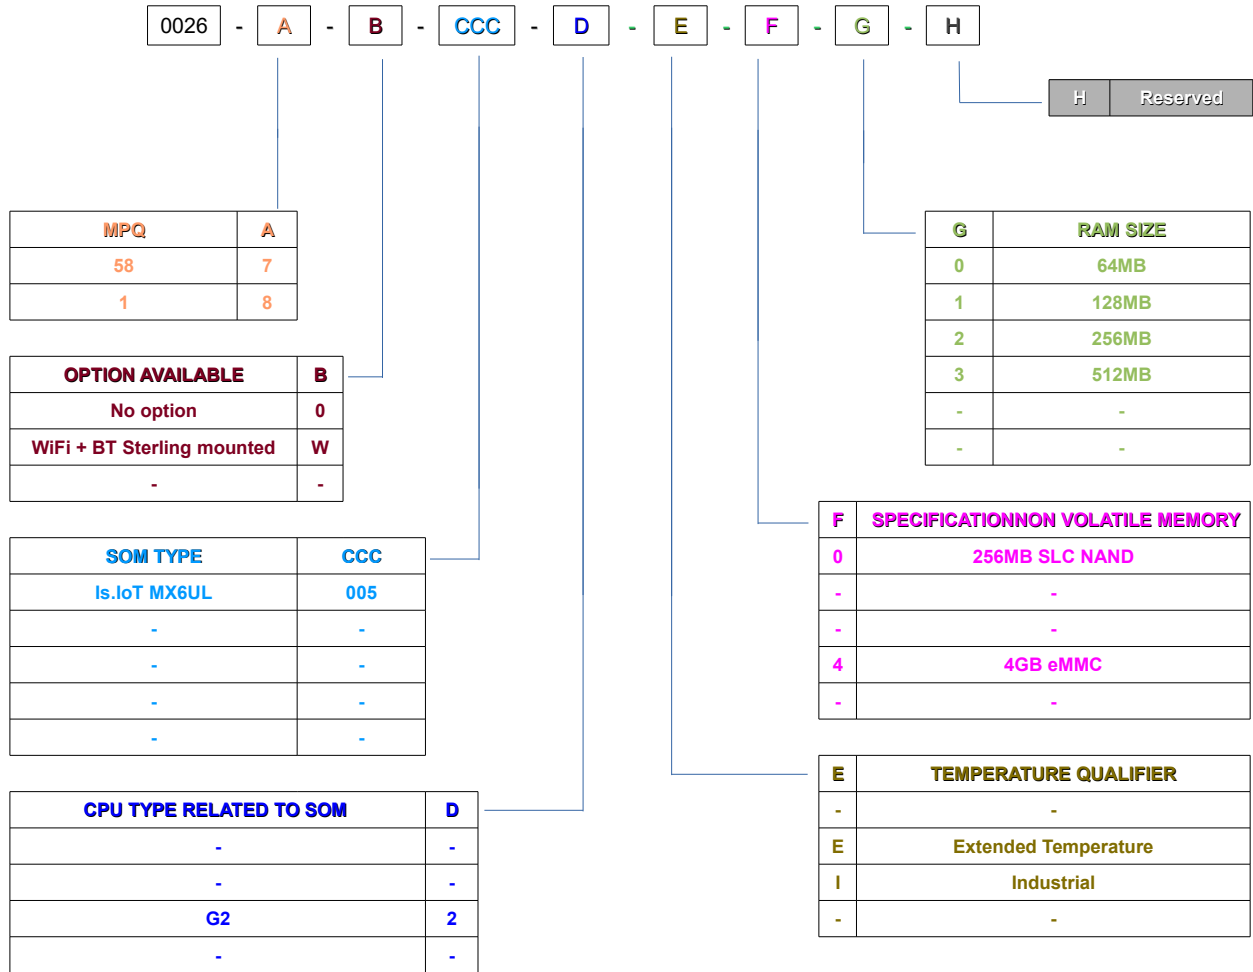 0026 - A - B - CCC - D - E - F - G - H
H Reserved
MPQ A
58 7
1 8
OPTION AVAILABLE B
No option 0
WiFi + BT Sterling mounted W
- -
SOM TYPE CCC
Is.IoT MX6UL 005
- -
- -
- -
- -
CPU TYPE RELATED TO SOM D
- -
- -
G2 2
- -
G RAM SIZE
0 64MB
1 128MB
2 256MB
3 512MB
- -
- -
F SPECIFICATIONNON VOLATILE MEMORY
0 256MB SLC NAND
- -
- -
4 4GB eMMC
- -
E TEMPERATURE QUALIFIER
- -
E Extended Temperature
I Industrial
- -